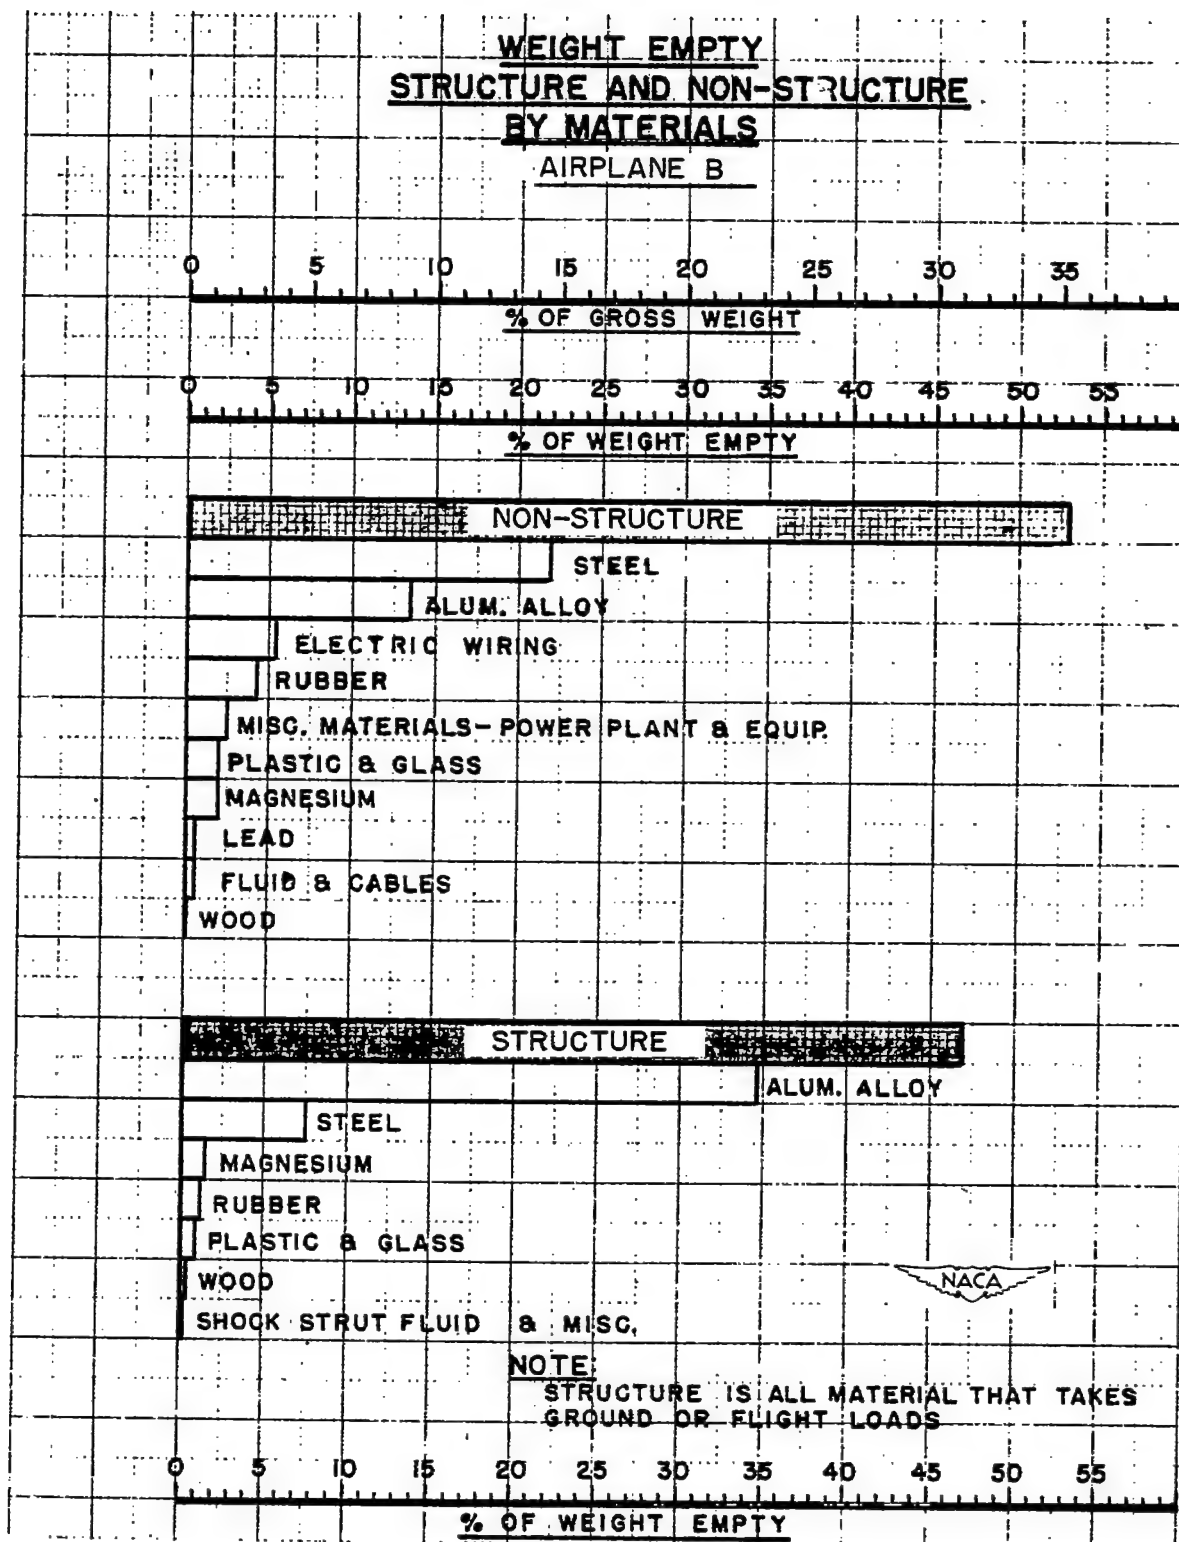 WEIGHT EMPTY
STRUCTURE AND NON-STRUCTURE
BY MATERIALS
AIRPLANE B
0 5 10 15 20 25 30 35
% OF GROSS WEIGHT
0 5 10 15 20 25 30 35 40 45 50 55
% OF WEIGHT EMPTY
NON-STRUCTURE
STEEL
ALUM. ALLOY
ELECTRIC WIRING
RUBBER
MISC. MATERIALS-POWER PLANT & EQUIP.
PLASTIC & GLASS
MAGNESIUM
LEAD
FLUID & CABLES
WOOD
STRUCTURE
ALUM. ALLOY
STEEL
MAGNESIUM
RUBBER
PLASTIC & GLASS
WOOD
NACA
SHOCK STRUT FLUID & MISC.
NOTE:
STRUCTURE IS ALL MATERIAL THAT TAKES
GROUND OR FLIGHT LOADS
0 5 10 15 20 25 30 35 40 45 50 55
% OF WEIGHT EMPTY